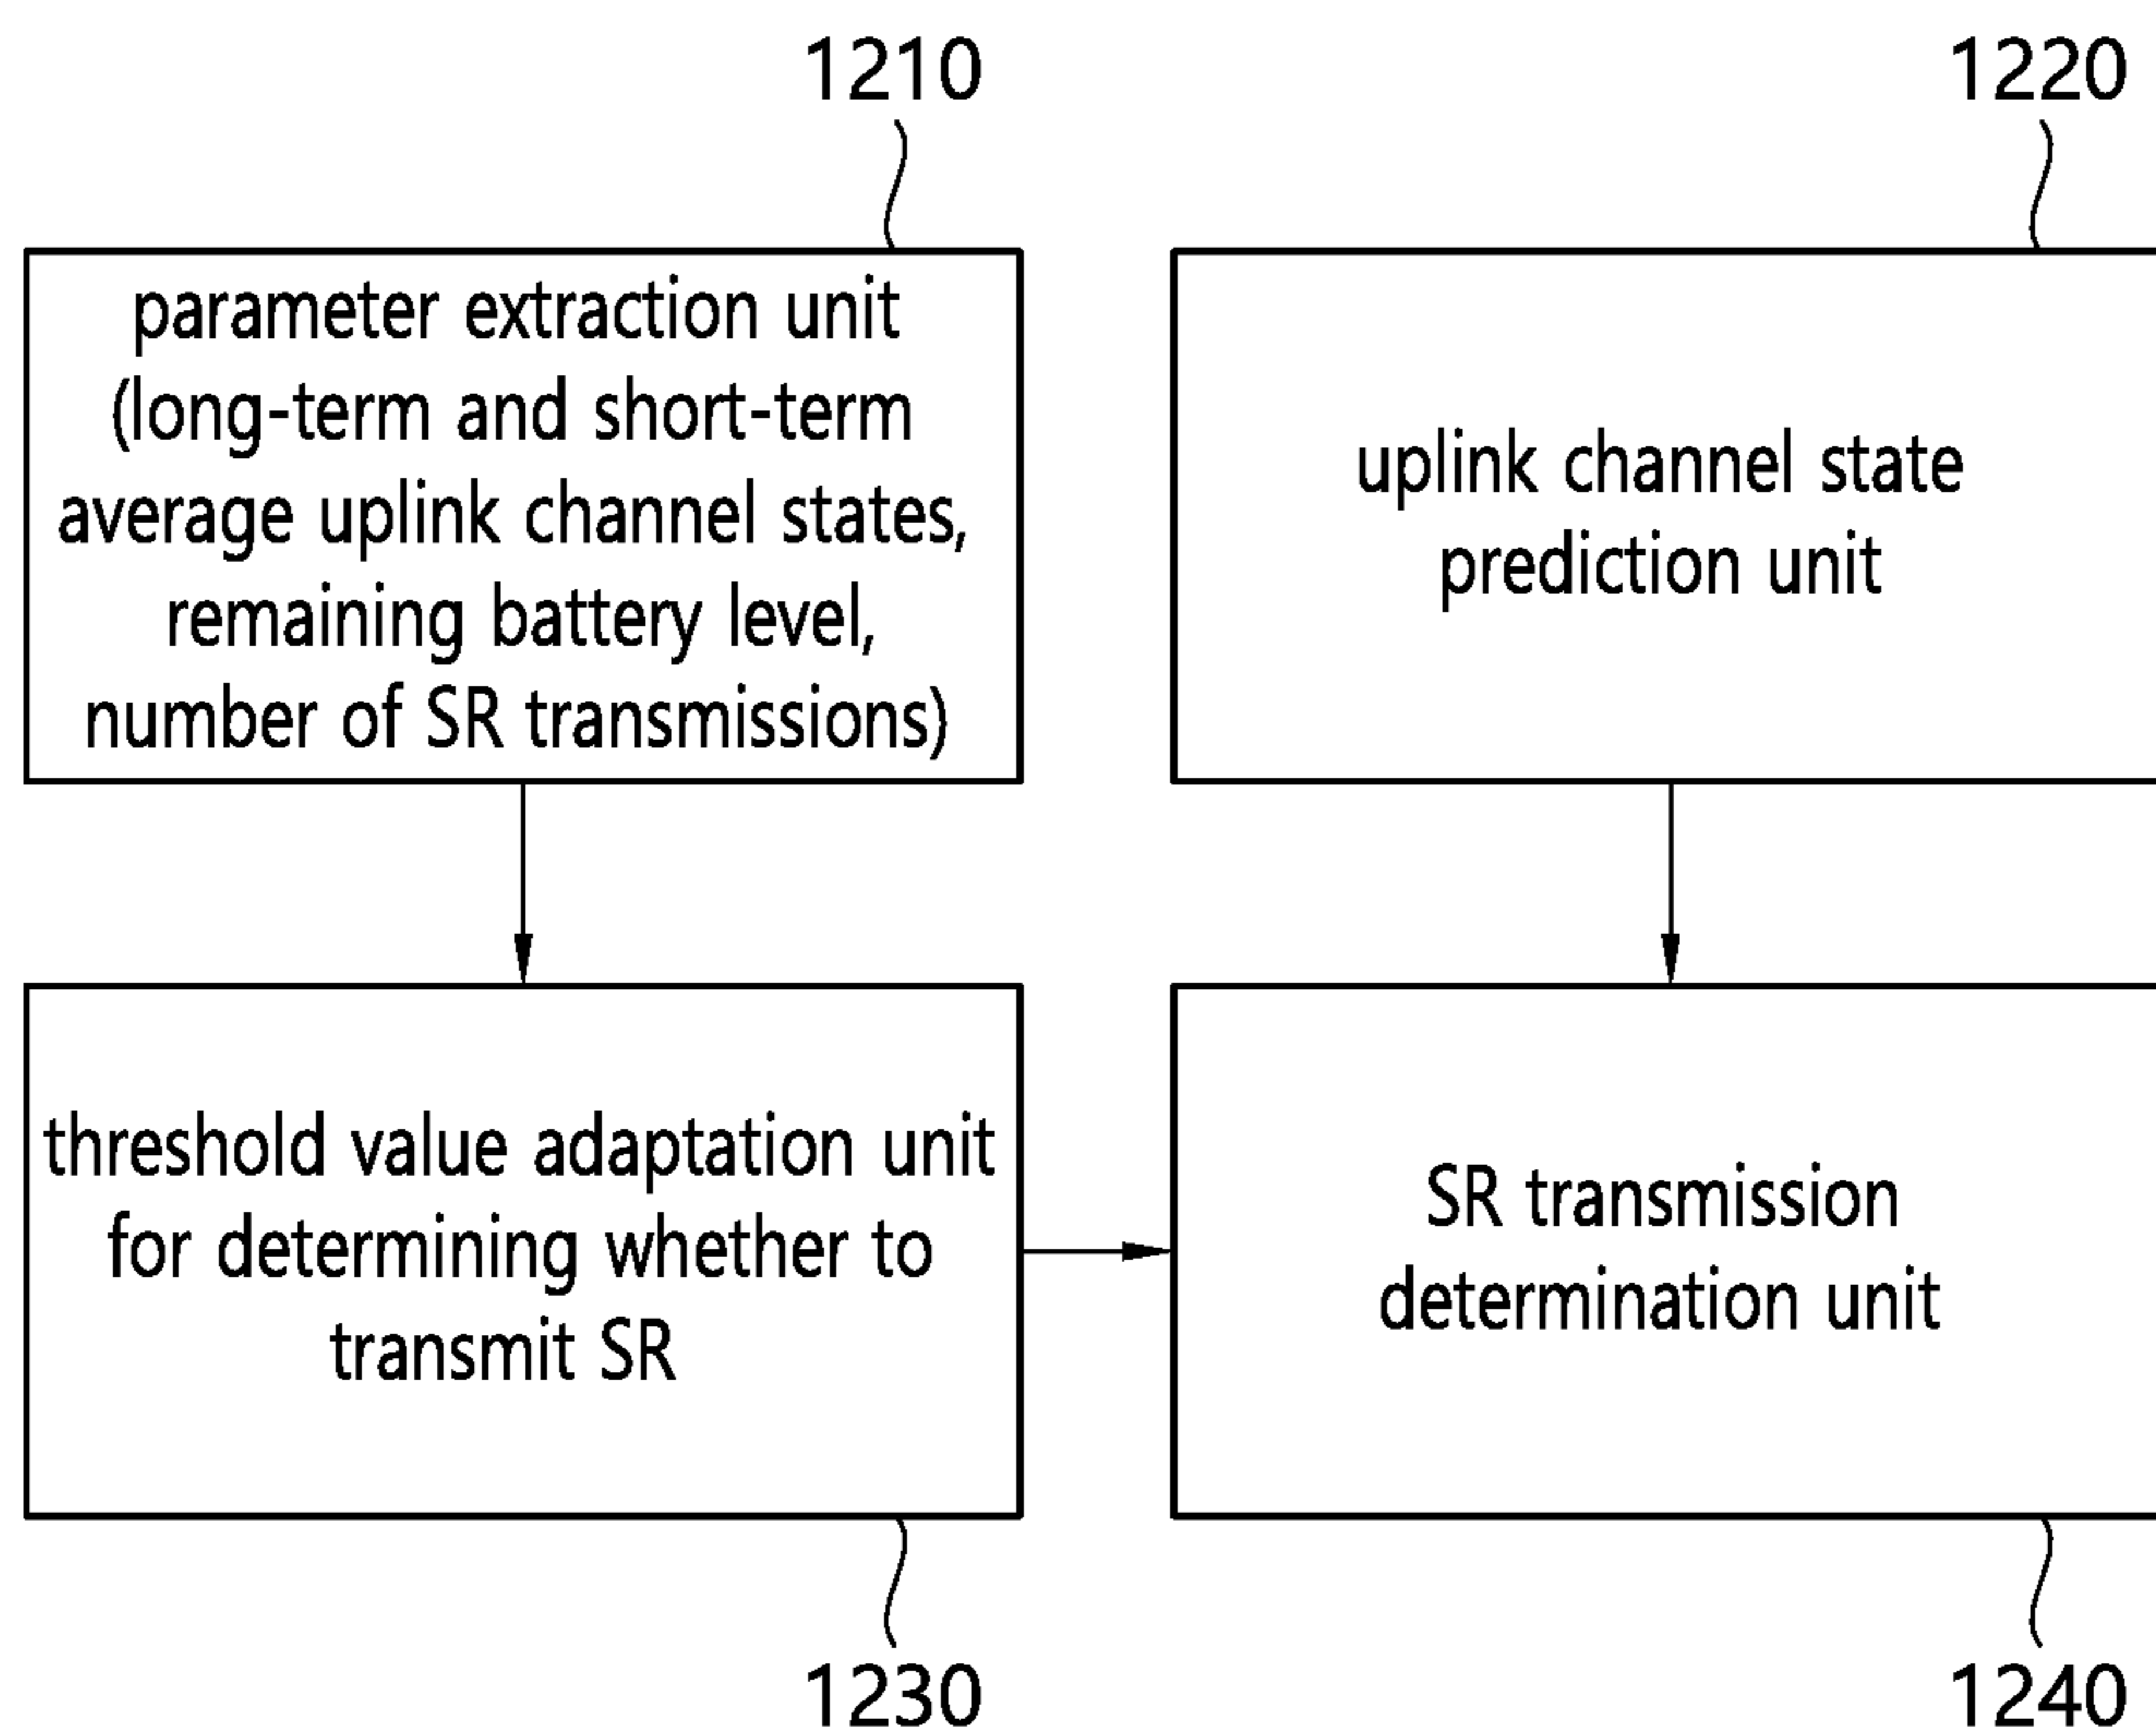 1210
1220
parameter extraction unit
(long-term and short-term
average uplink channel states,
remaining battery level,
number of SR transmissions)
uplink channel state
prediction unit
threshold value adaptation unit
for determining whether to
transmit SR
SR transmission
determination unit
1230
1240